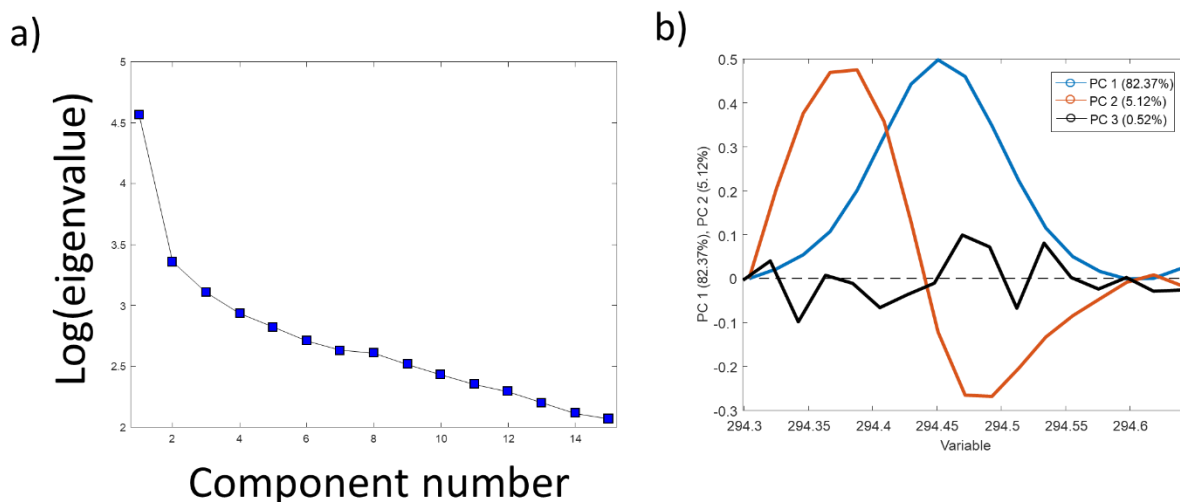 a)
Log(eigenvalue)
5
4.5
4
3.5
3
2.5
2
2 4 6 8 10 12 14
Component number
b)
PC 1 (82.37%), PC 2 (5.12%)
0.5
0.4
0.3
0.2
0.1
0
-0.1
-0.2
-0.3
PC 1 (82.37%)
PC 2 (5.12%)
PC 3 (0.52%)
294.3 294.35 294.4 294.45 294.5 294.55 294.6
Variable